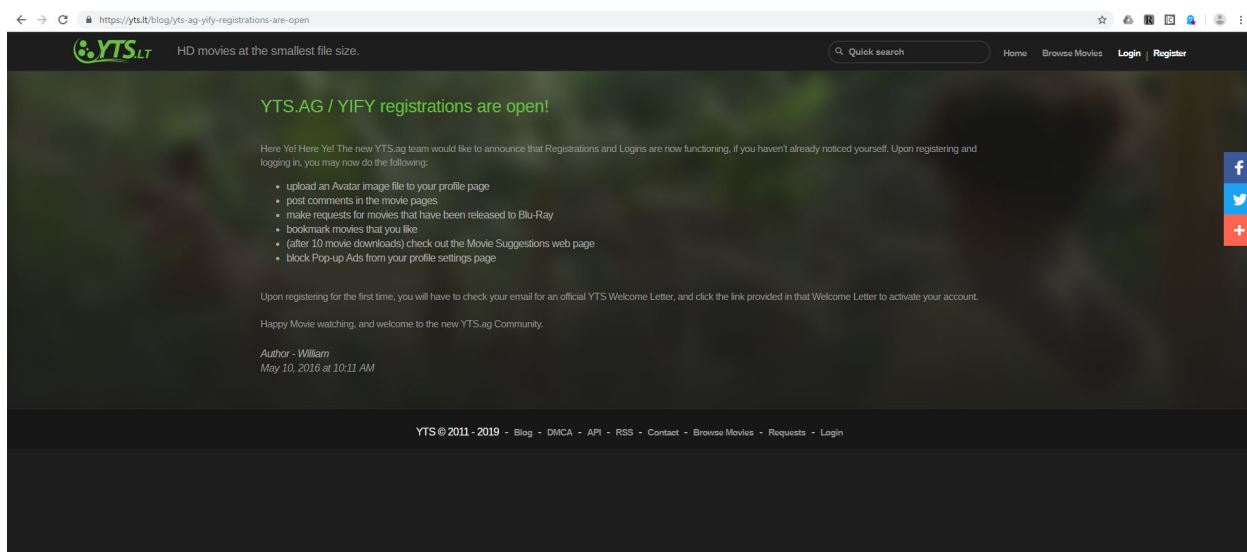 https://yts.lt/blog/yts-ag-yify-registrations-are-open
YTS.LT HD movies at the smallest file size. Quick search Home Browse Movies Login | Register
YTS.AG / YIFY registrations are open!
Here Ye! Here Ye! The new YTS.ag team would like to announce that Registrations and Logins are now functioning, if you haven't already noticed yourself. Upon registering and
logging in, you may now do the following:
• upload an Avatar image file to your profile page
• post comments in the movie pages
• make requests for movies that have been released to Blu-Ray
• bookmark movies that you like
• (after 10 movie downloads) check out the Movie Suggestions web page
• block Pop-up Ads from your profile settings page
Upon registering for the first time, you will have to check your email for an official YTS Welcome Letter, and click the link provided in that Welcome Letter to activate your account.
Happy Movie watching, and welcome to the new YTS.ag Community.
Author - William
May 10, 2016 at 10:11 AM
YTS © 2011 - 2019 - Blog - DMCA - API - RSS - Contact - Browse Movies - Requests - Login